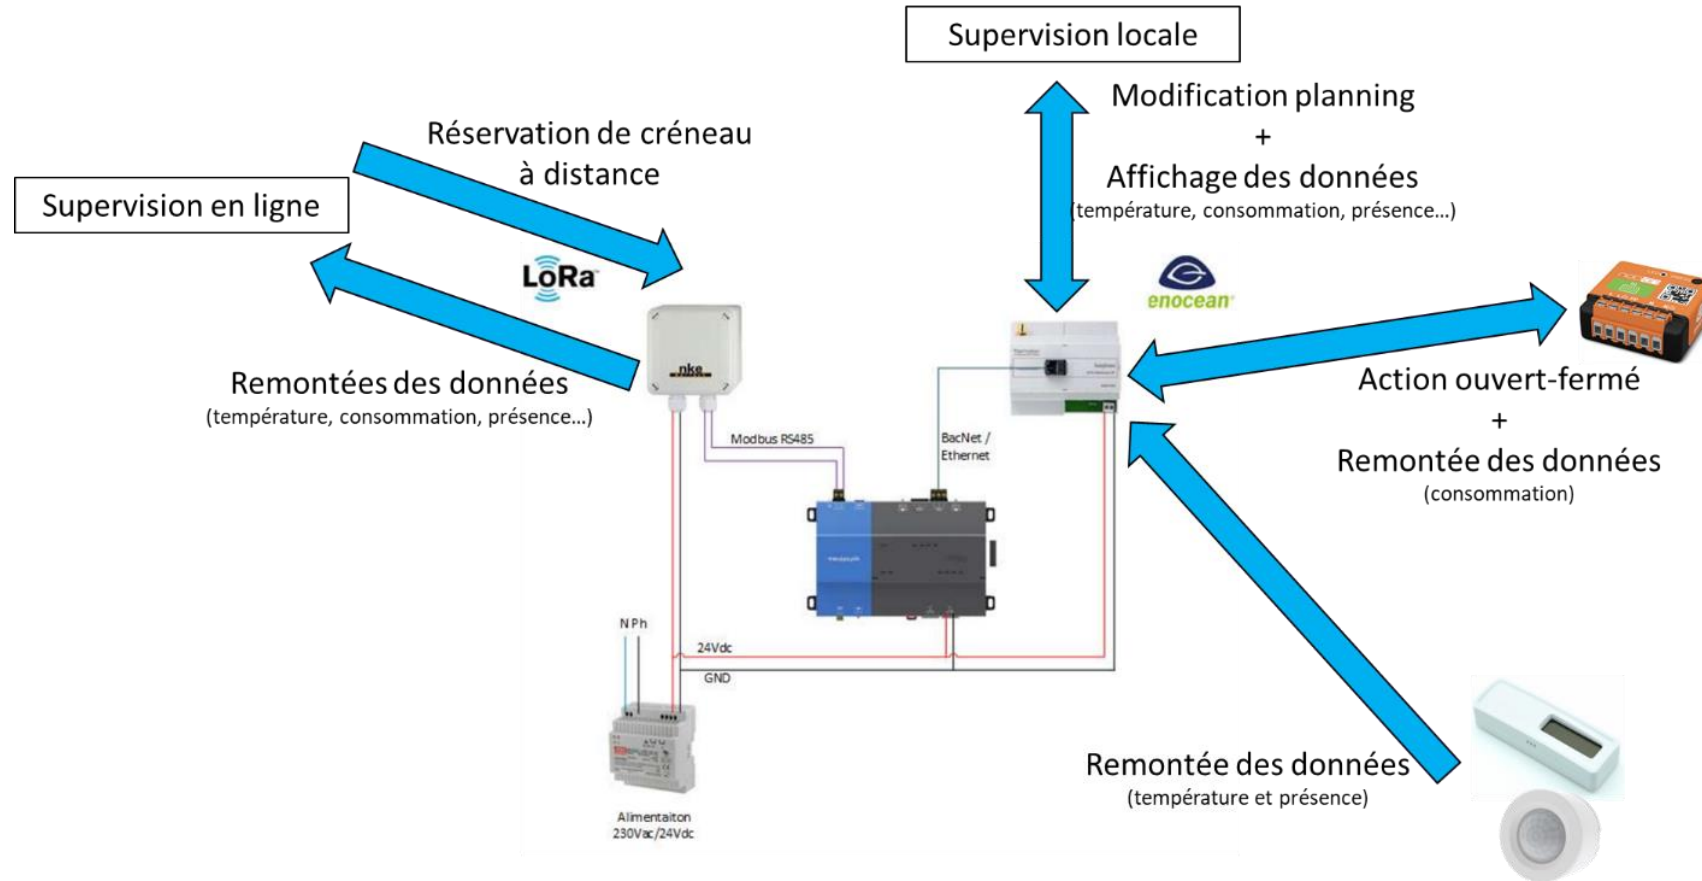 Supervision locale
Modification planning
+
Affichage des données
(température, consommation, présence...)
Réservation de créneau
à distance
Supervision en ligne
LoRa™
enocean®
nke
Remontées des données
(température, consommation, présence...)
Modbus RS485
BacNet /
Ethernet
Action ouvert-fermé
+
Remontée des données
(consommation)
N Ph
24Vdc
GND
Remontée des données
(température et présence)
Alimentaiton
230Vac/24Vdc